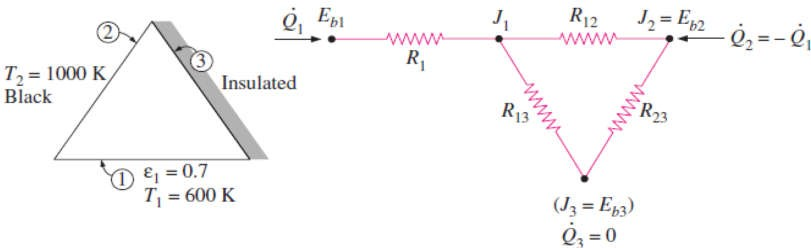 ②
③
T₂ = 1000 K
Black
Insulated
① ε₁ = 0.7
T₁ = 600 K
Q̇₁ E_b1
J₁
R₁₂
J₂ = E_b2
Q̇₂ = − Q̇₁
R₁
R₁₃
R₂₃
(J₃ = E_b3)
Q̇₃ = 0